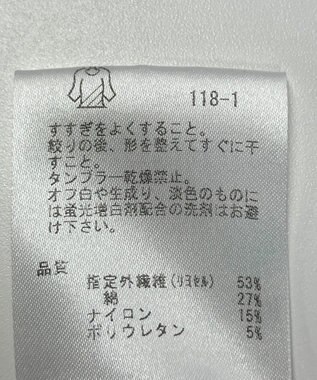 118-1
すすぎをよくすること。
絞りの後、形を整えてすぐに干
すこと。
タンブラー乾燥禁止。
オフ白や生成り、淡色のものに
は蛍光増白剤配合の洗剤はお避
け下さい。
品質
指定外繊維(リヨセル) 53%
綿 27%
ナイロン 15%
ポリウレタン 5%